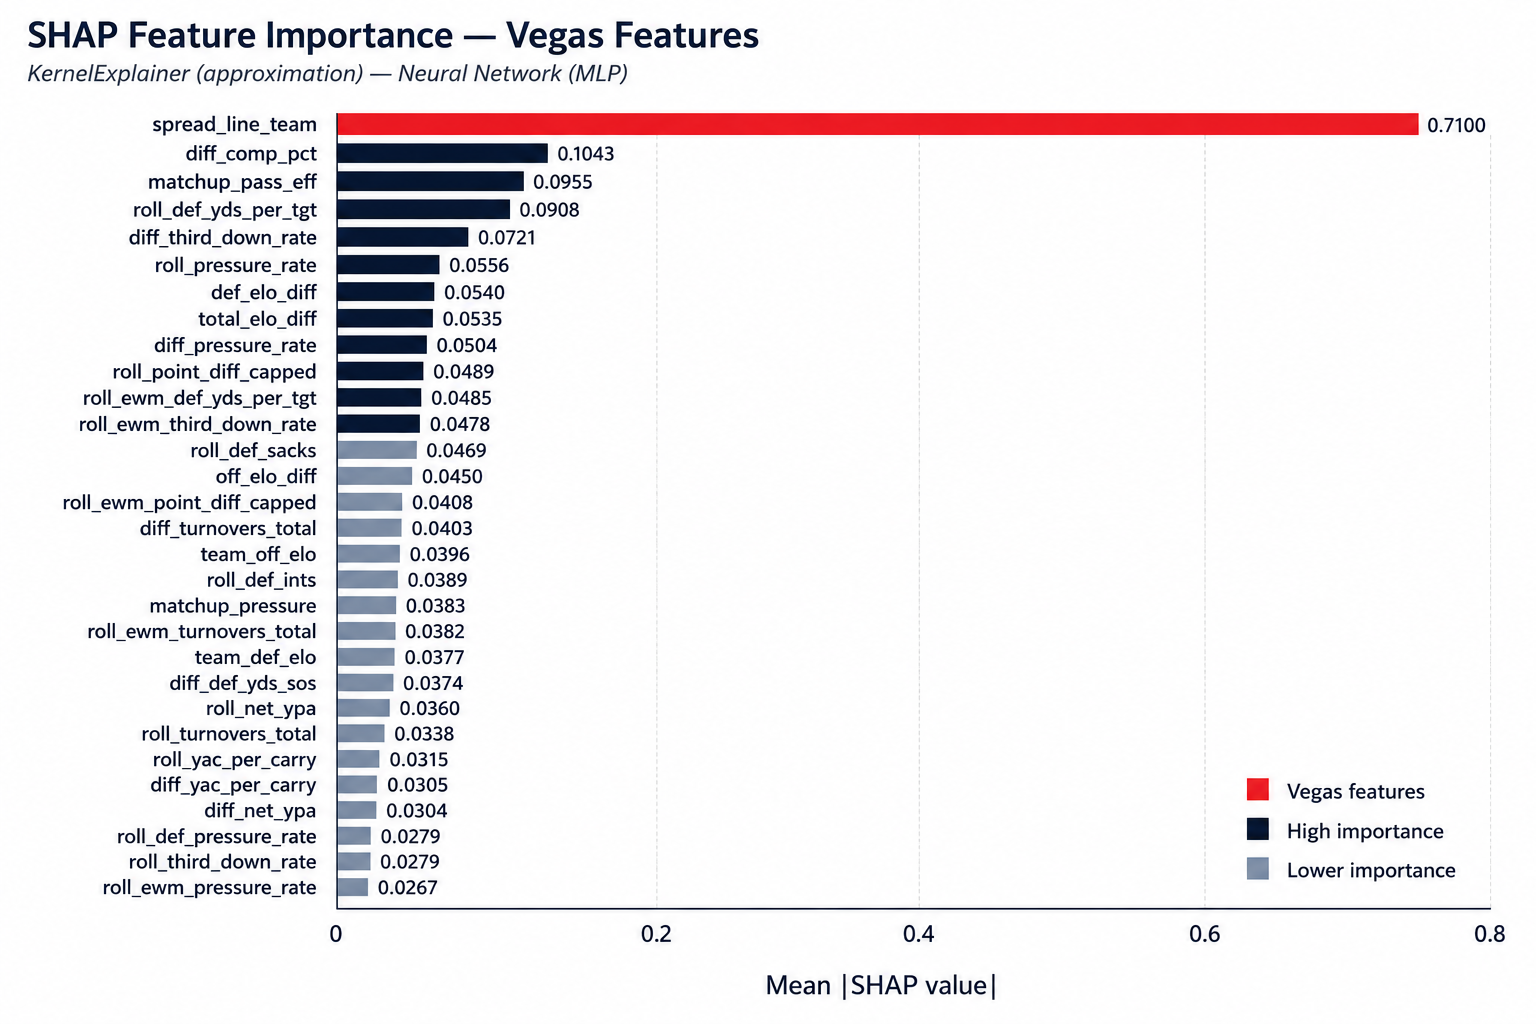 SHAP Feature Importance — Vegas Features
KernelExplainer (approximation) — Neural Network (MLP)
spread_line_team 0.7100
diff_comp_pct 0.1043
matchup_pass_eff 0.0955
roll_def_yds_per_tgt 0.0908
diff_third_down_rate 0.0721
roll_pressure_rate 0.0556
def_elo_diff 0.0540
total_elo_diff 0.0535
diff_pressure_rate 0.0504
roll_point_diff_capped 0.0489
roll_ewm_def_yds_per_tgt 0.0485
roll_ewm_third_down_rate 0.0478
roll_def_sacks 0.0469
off_elo_diff 0.0450
roll_ewm_point_diff_capped 0.0408
diff_turnovers_total 0.0403
team_off_elo 0.0396
roll_def_ints 0.0389
matchup_pressure 0.0383
roll_ewm_turnovers_total 0.0382
team_def_elo 0.0377
diff_def_yds_sos 0.0374
roll_net_ypa 0.0360
roll_turnovers_total 0.0338
roll_yac_per_carry 0.0315
diff_yac_per_carry 0.0305
diff_net_ypa 0.0304
roll_def_pressure_rate 0.0279
roll_third_down_rate 0.0279
roll_ewm_pressure_rate 0.0267
Vegas features
High importance
Lower importance
0 0.2 0.4 0.6 0.8
Mean |SHAP value|